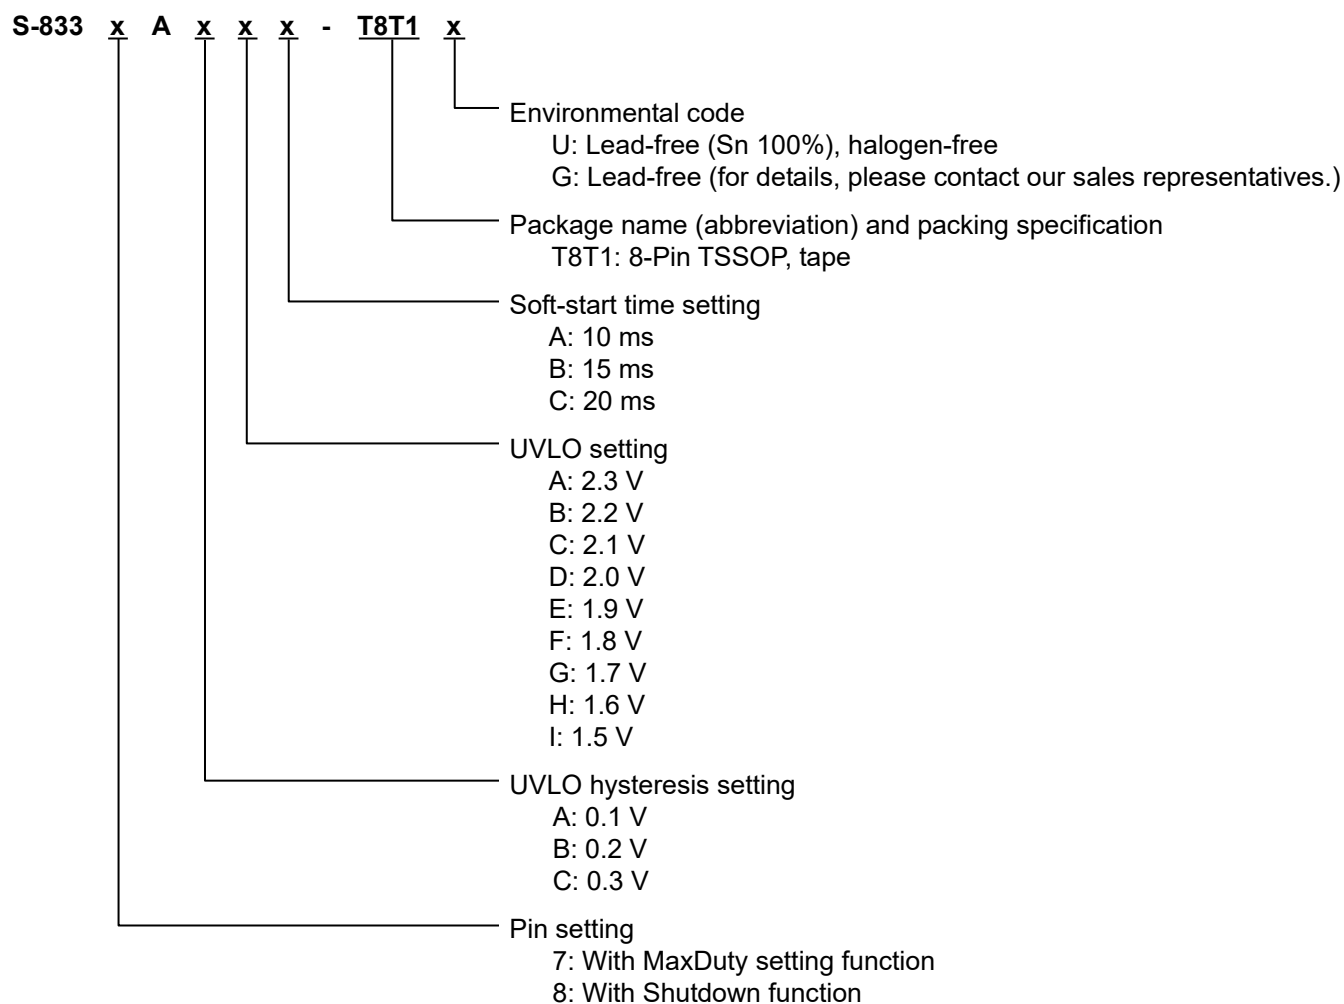 S-833 x A x x x - T8T1 x
Environmental code
U: Lead-free (Sn 100%), halogen-free
G: Lead-free (for details, please contact our sales representatives.)
Package name (abbreviation) and packing specification
T8T1: 8-Pin TSSOP, tape
Soft-start time setting
A: 10 ms
B: 15 ms
C: 20 ms
UVLO setting
A: 2.3 V
B: 2.2 V
C: 2.1 V
D: 2.0 V
E: 1.9 V
F: 1.8 V
G: 1.7 V
H: 1.6 V
I: 1.5 V
UVLO hysteresis setting
A: 0.1 V
B: 0.2 V
C: 0.3 V
Pin setting
7: With MaxDuty setting function
8: With Shutdown function